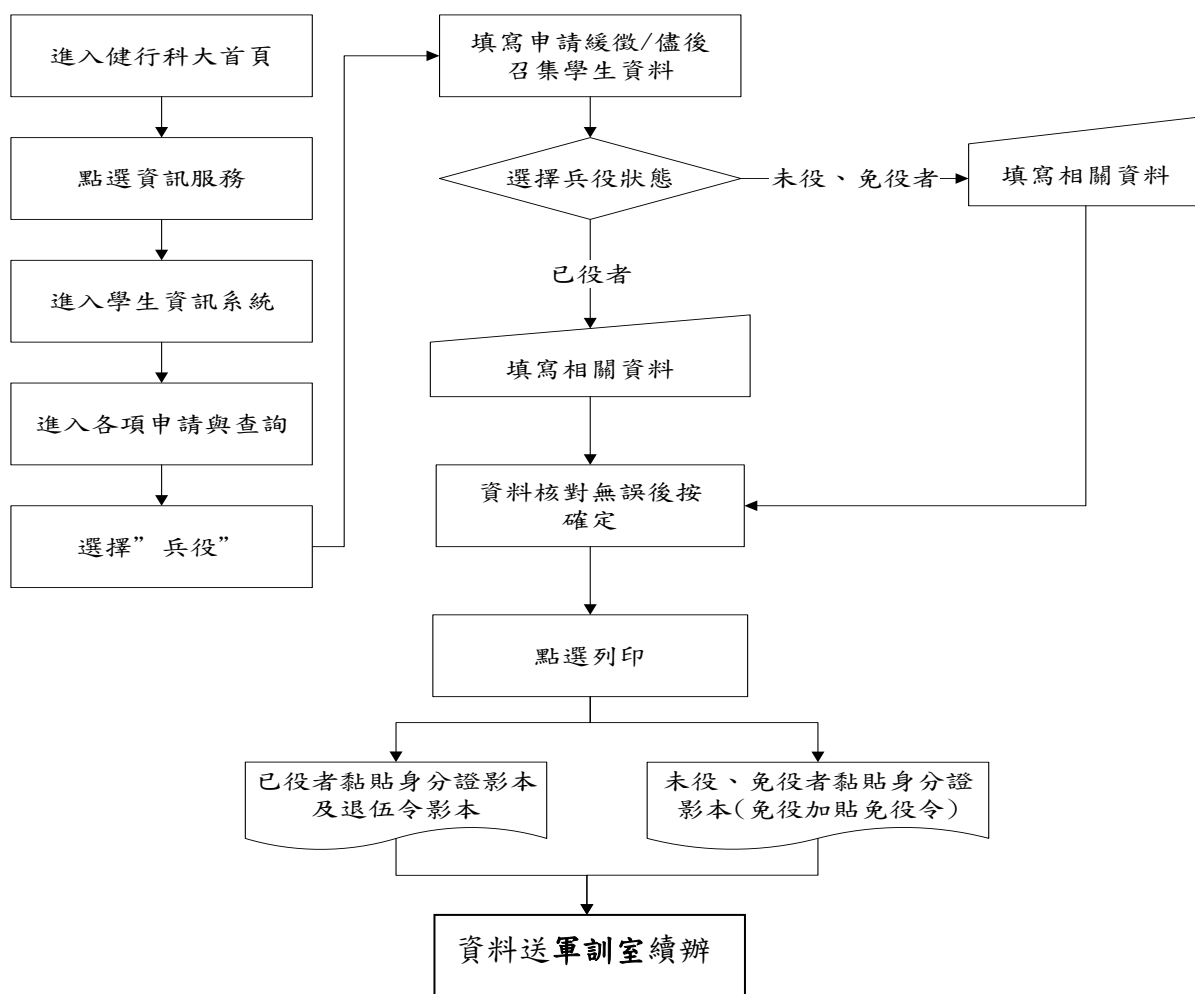 進入健行科大首頁
點選資訊服務
進入學生資訊系統
進入各項申請與查詢
選擇”兵役”
填寫申請緩徵/儘後
召集學生資料
選擇兵役狀態
未役、免役者
填寫相關資料
已役者
填寫相關資料
資料核對無誤後按
確定
點選列印
已役者黏貼身分證影本
及退伍令影本
未役、免役者黏貼身分證
影本(免役加貼免役令)
資料送軍訓室續辦